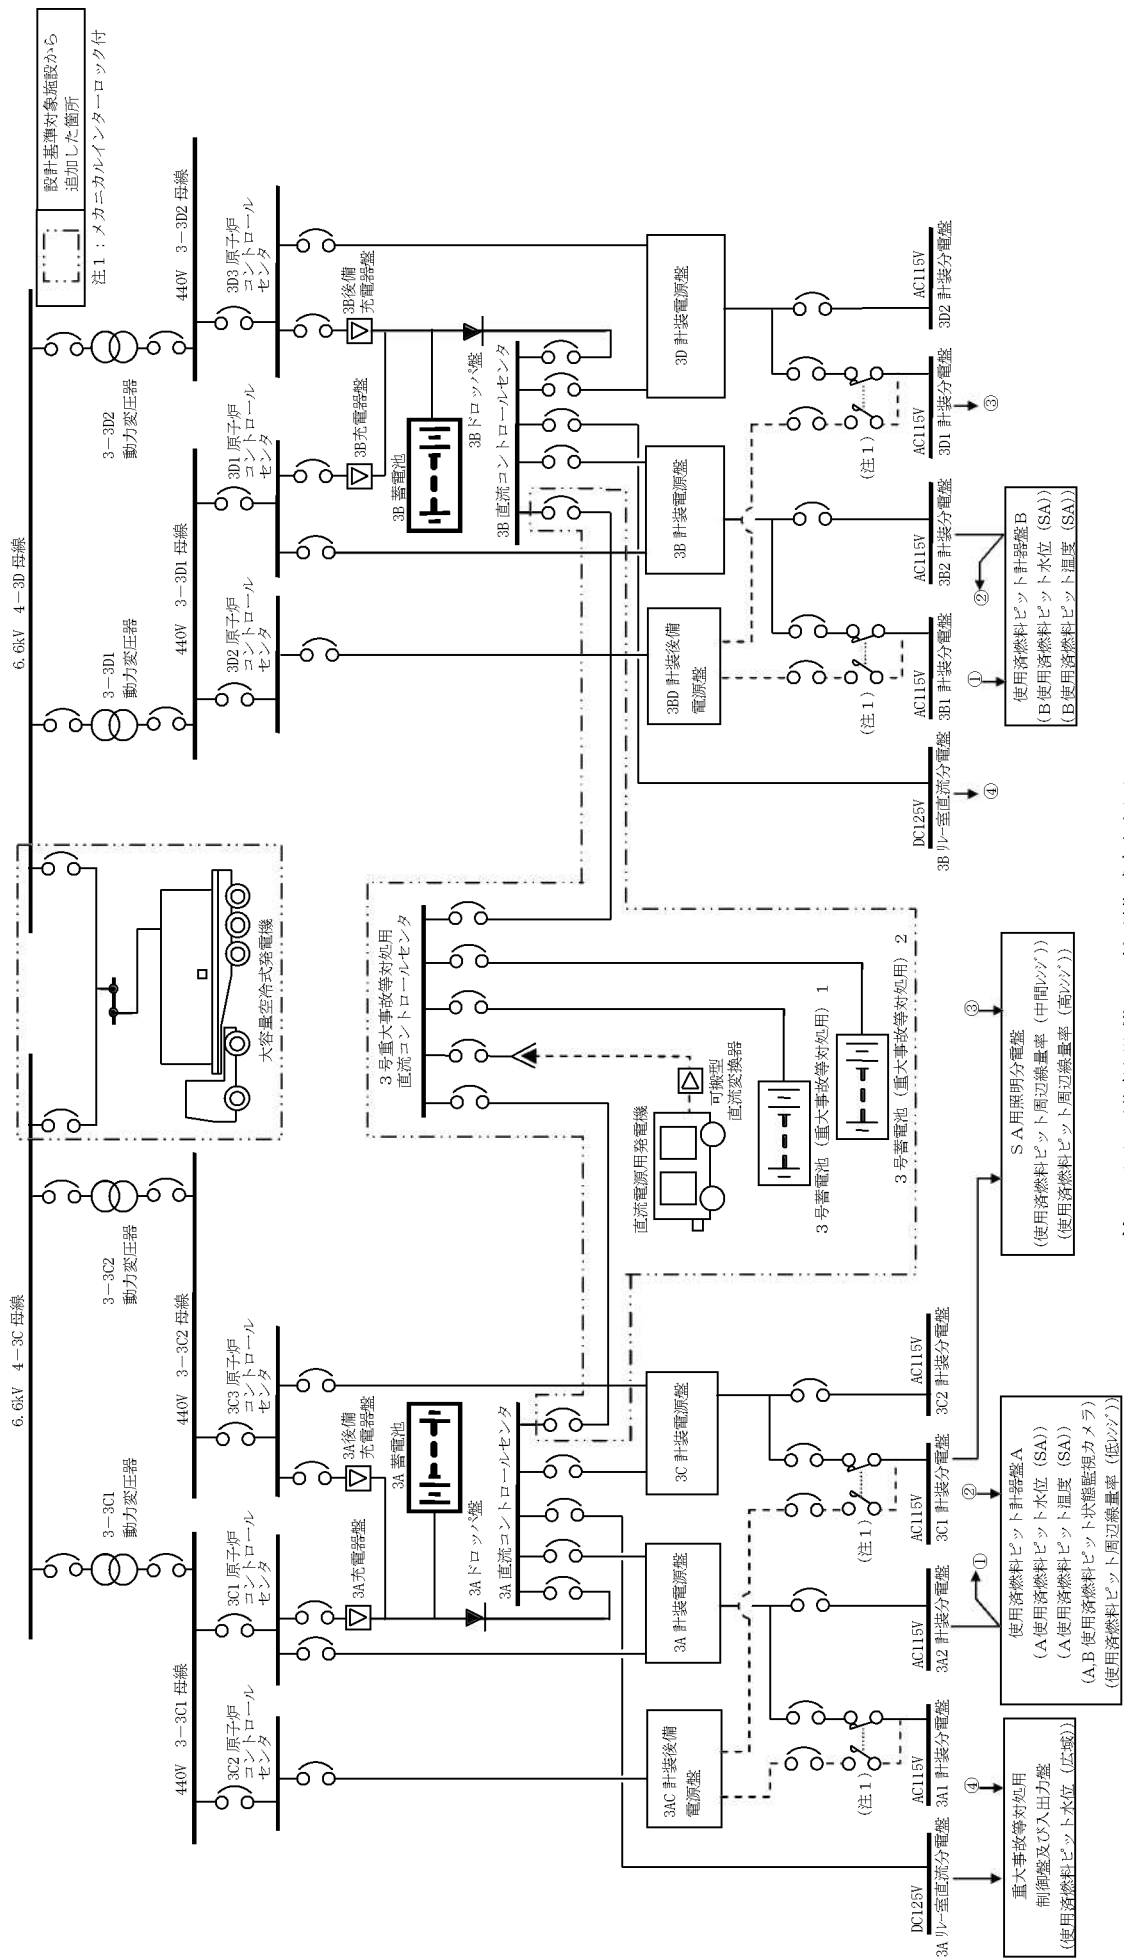 設計基準対象施設から
追加した箇所
注1：メカニカルインターロック付
6.6kV 4－3C 母線
6.6kV 4－3D 母線
3－3C1
動力変圧器
3－3C2
動力変圧器
3－3D1
動力変圧器
3－3D2
動力変圧器
大容量空冷式発電機
440V 3－3C1 母線
440V 3－3C2 母線
440V 3－3D1 母線
440V 3－3D2 母線
3C2 原子炉
コントロール
センタ
3C1 原子炉
コントロール
センタ
3C3 原子炉
コントロール
センタ
3D2 原子炉
コントロール
センタ
3D1 原子炉
コントロール
センタ
3D3 原子炉
コントロール
センタ
3A充電器盤
3A後備
充電器盤
3A 蓄電池
3Aドロッパ盤
3A 直流コントロールセンタ
3B充電器盤
3B後備
充電器盤
3B 蓄電池
3Bドロッパ盤
3B 直流コントロールセンタ
３号重大事故等対処用
直流コントロールセンタ
直流電源用発電機
可搬型
直流変換器
３号蓄電池（重大事故等対処用）１
３号蓄電池（重大事故等対処用）２
3AC 計装後備
電源盤
3A 計装電源盤
3C 計装電源盤
3BD 計装後備
電源盤
3B 計装電源盤
3D 計装電源盤
(注１)
(注１)
(注１)
(注１)
DC125V
3A ﾘﾚｰ室直流分電盤
AC115V
3A1 計装分電盤
AC115V
3A2 計装分電盤
AC115V
3C1 計装分電盤
AC115V
3C2 計装分電盤
DC125V
3B ﾘﾚｰ室直流分電盤
AC115V
3B1 計装分電盤
AC115V
3B2 計装分電盤
AC115V
3D1 計装分電盤
AC115V
3D2 計装分電盤
④
①
②
③
④
①
②
③
重大事故等対処用
制御盤及び入出力盤
(使用済燃料ピット水位（広域))
使用済燃料ピット計器盤A
(Ａ使用済燃料ピット水位（SA))
(Ａ使用済燃料ピット温度（SA))
(A,B 使用済燃料ピット状態監視カメラ)
(使用済燃料ピット周辺線量率（低ﾚﾝｼﾞ))
ＳＡ用照明分電盤
(使用済燃料ピット周辺線量率（中間ﾚﾝｼﾞ))
(使用済燃料ピット周辺線量率（高ﾚﾝｼﾞ))
使用済燃料ピット計器盤Ｂ
(Ｂ使用済燃料ピット水位（SA))
(Ｂ使用済燃料ピット温度（SA))